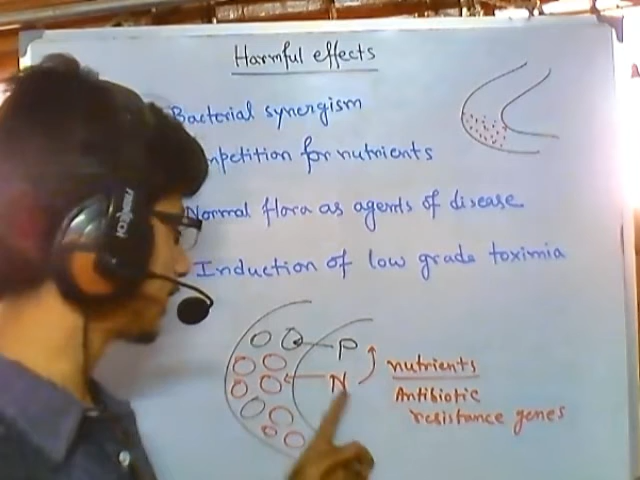 Harmful effects
Bacterial synergism
mpetition for nutrients
Normal flora as agents of disease
Induction of low grade toximia
P
N
nutrients
Antibiotic
resistance genes